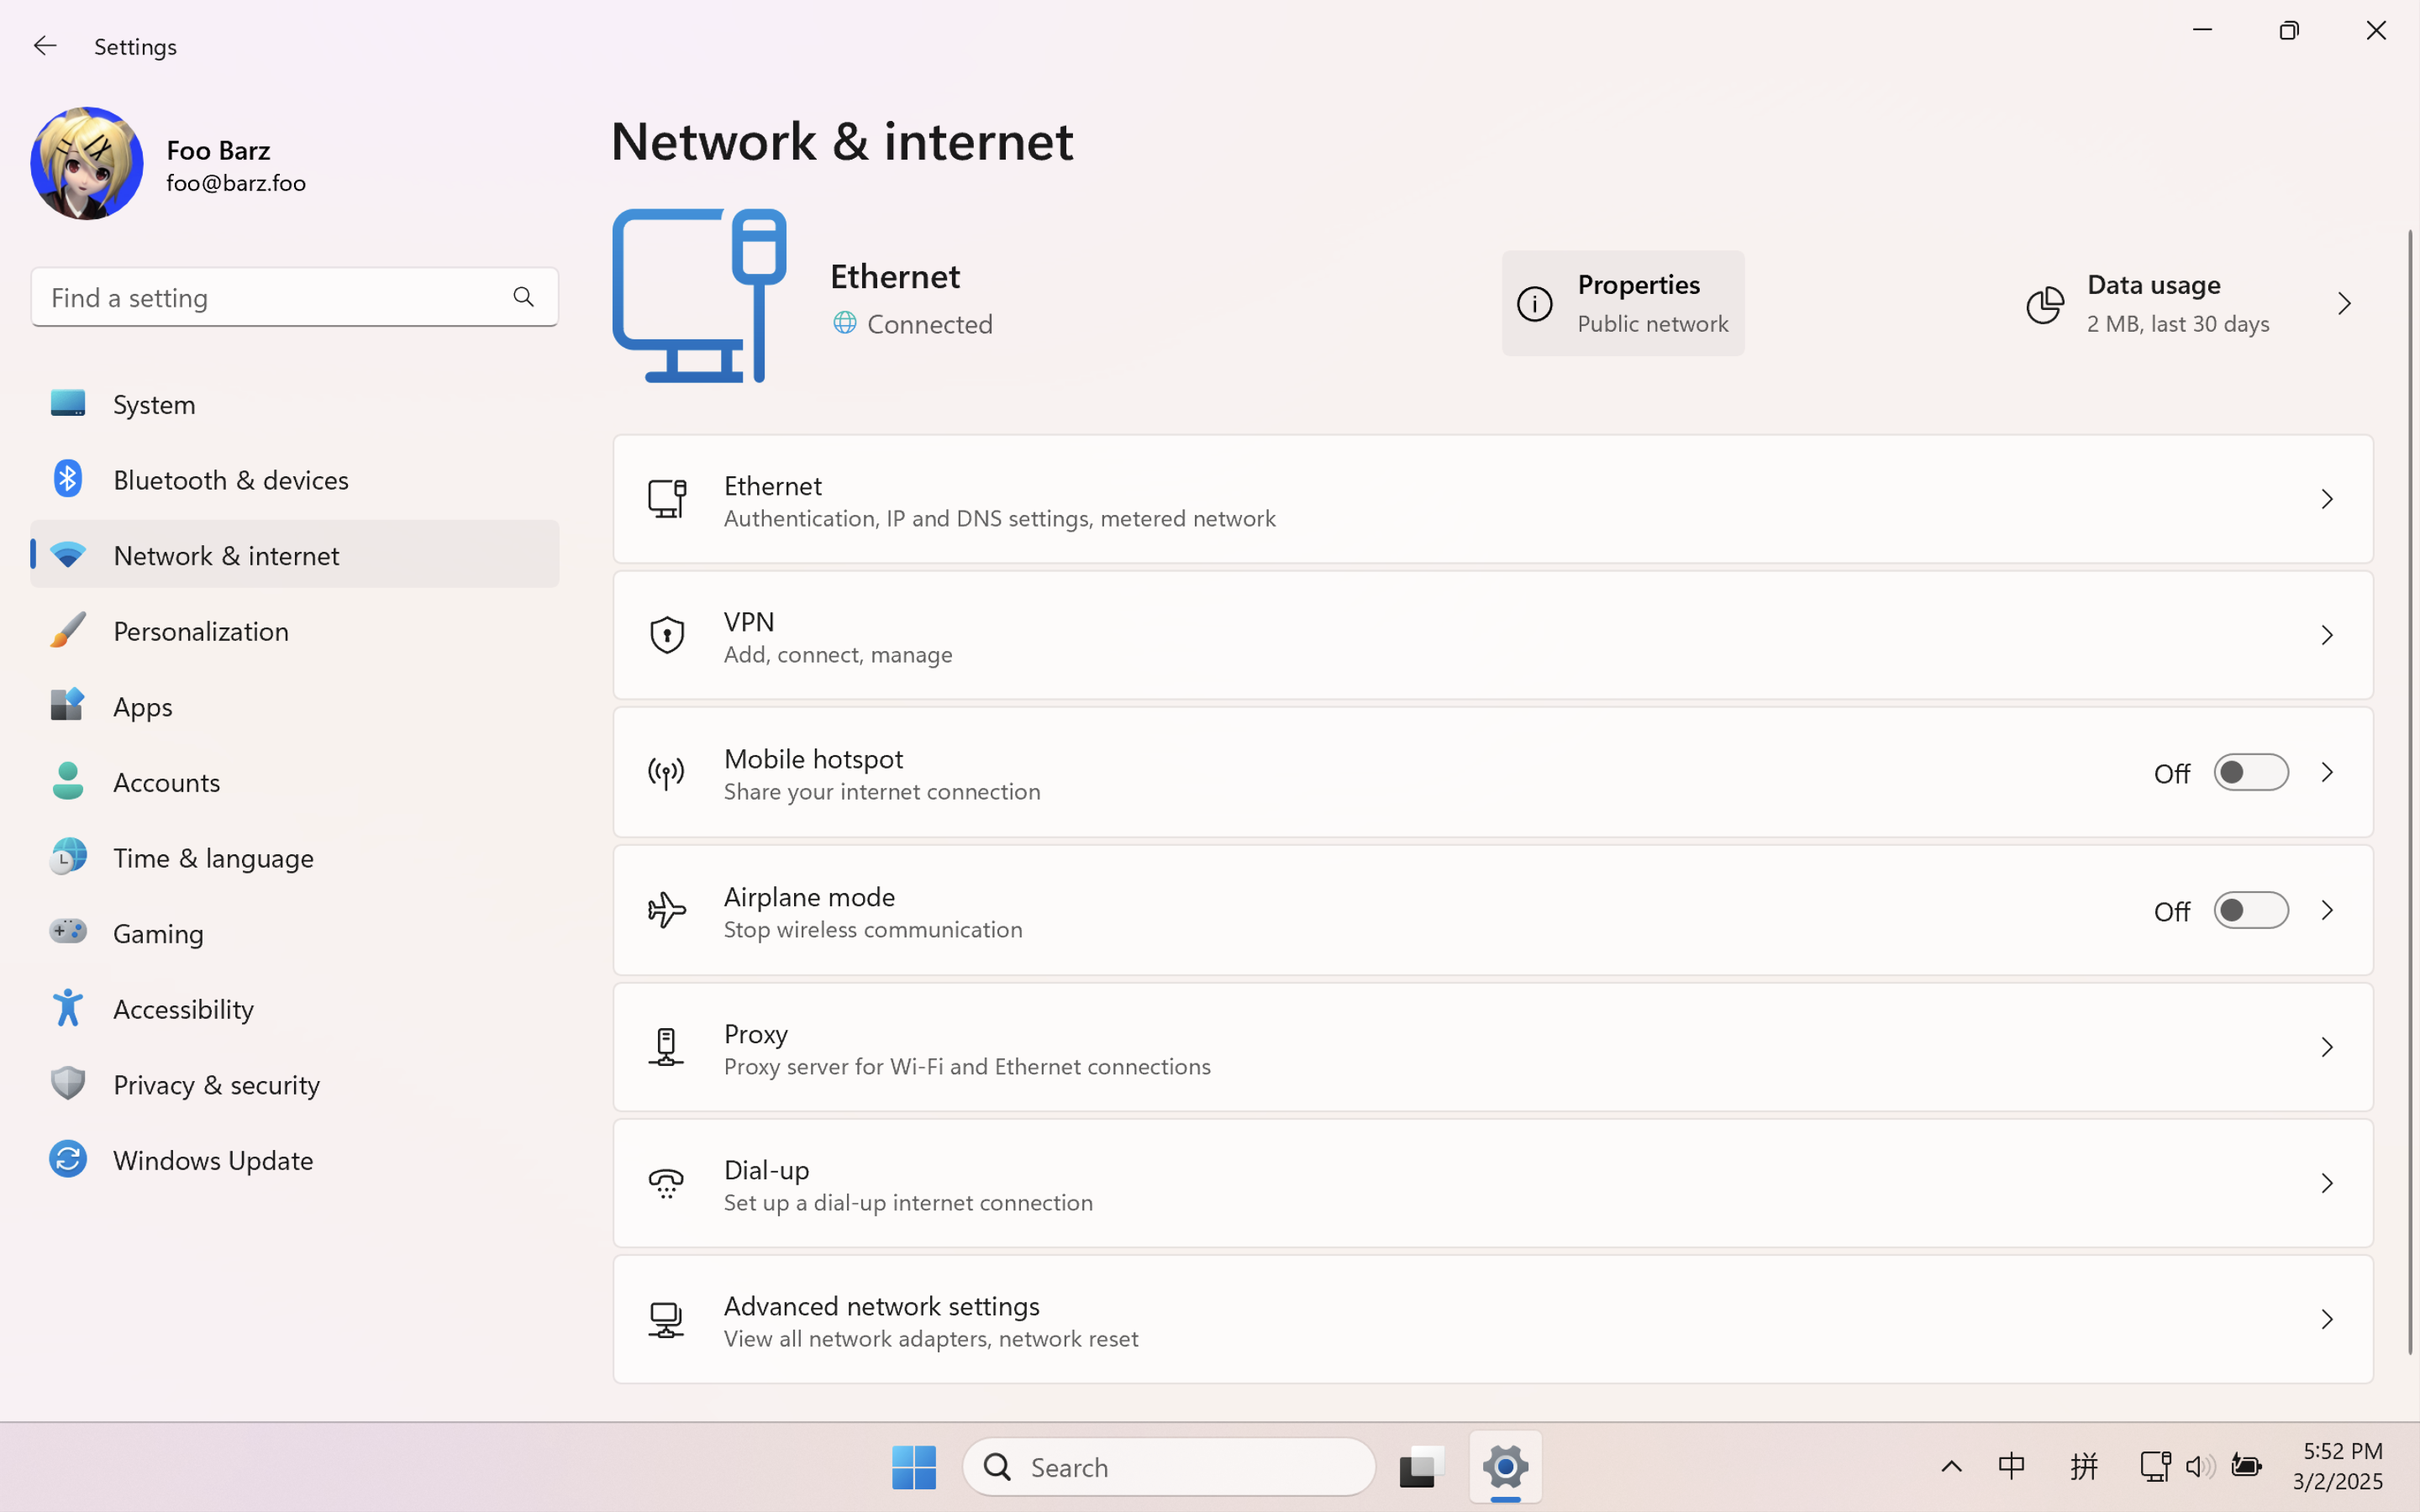 Settings
Foo Barz
foo@barz.foo
Find a setting
System
Bluetooth & devices
Network & internet
Personalization
Apps
Accounts
Time & language
Gaming
Accessibility
Privacy & security
Windows Update
Network & internet
Ethernet
Connected
Properties
Public network
Data usage
2 MB, last 30 days
Ethernet
Authentication, IP and DNS settings, metered network
VPN
Add, connect, manage
Mobile hotspot
Share your internet connection
Off
Airplane mode
Stop wireless communication
Off
Proxy
Proxy server for Wi-Fi and Ethernet connections
Dial-up
Set up a dial-up internet connection
Advanced network settings
View all network adapters, network reset
Search
中
拼
5:52 PM
3/2/2025